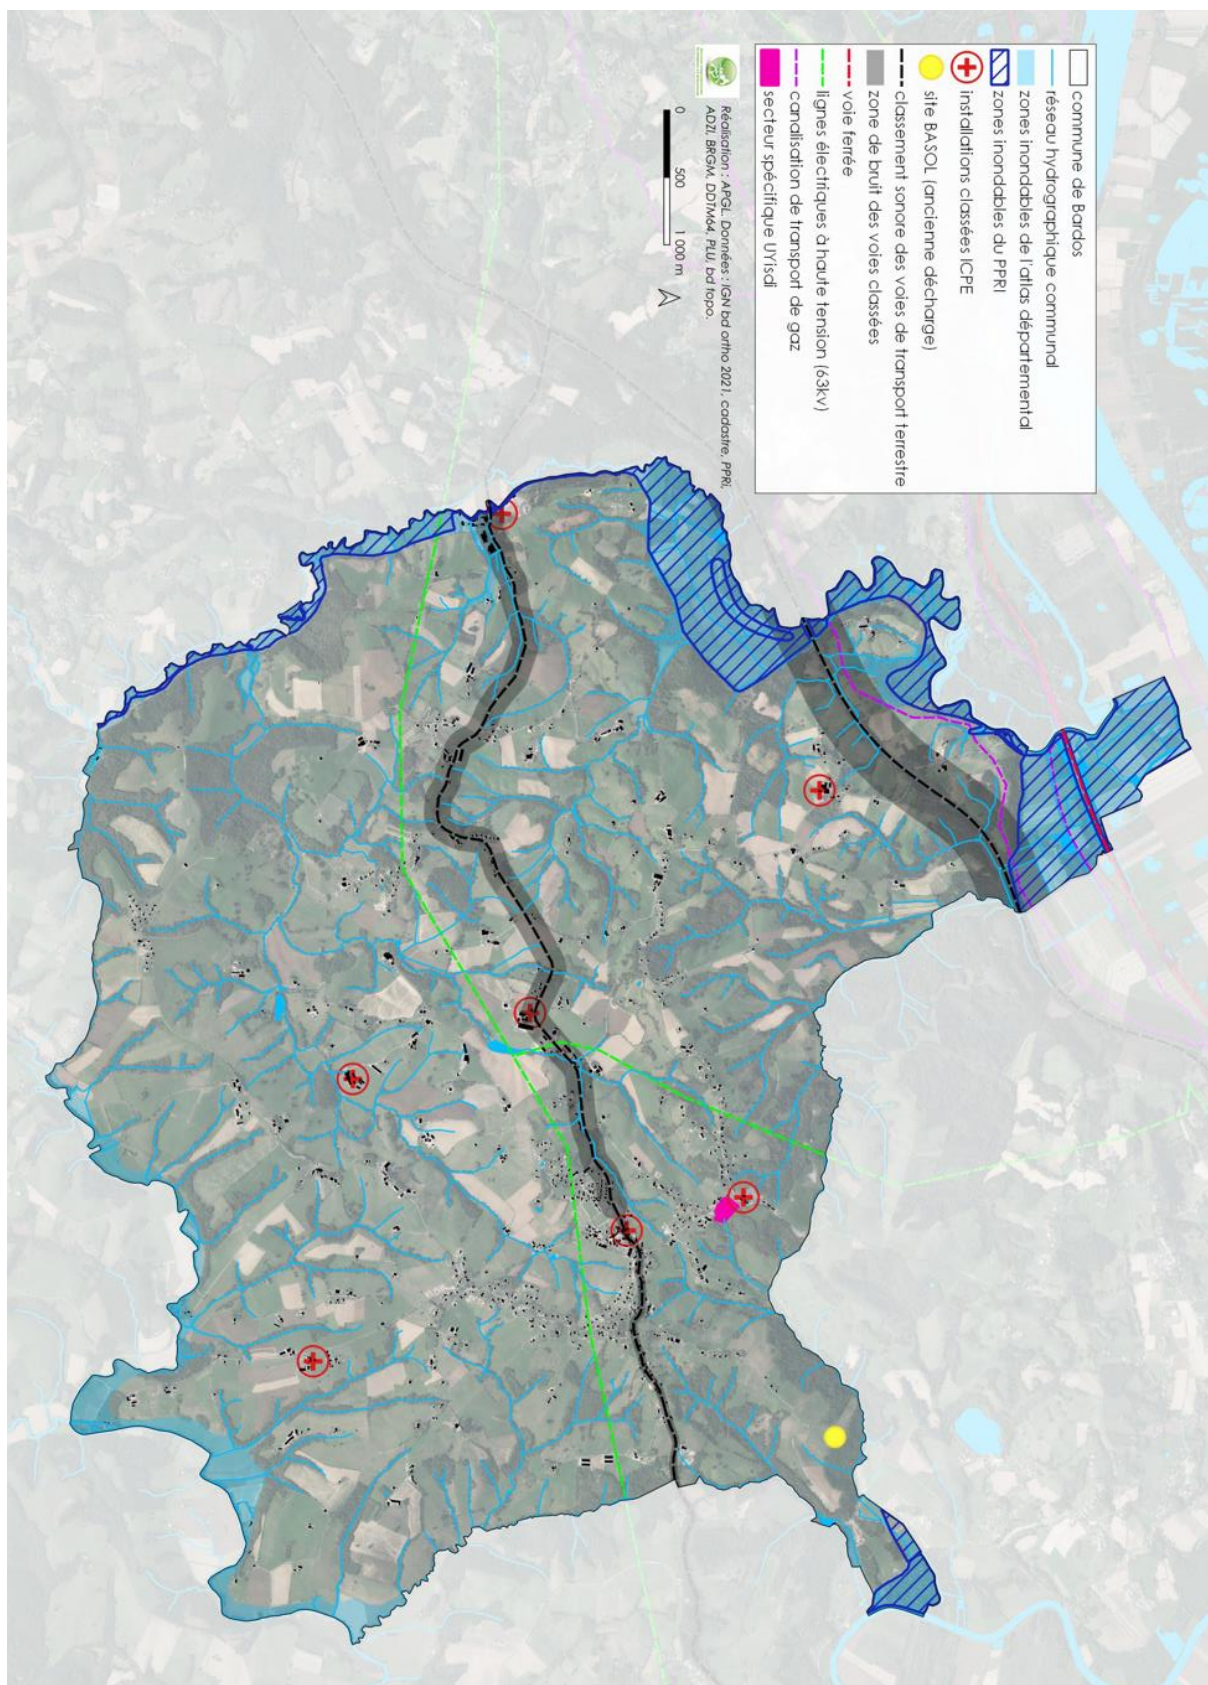 commune de Bardos
réseau hydrographique communal
zones inondables de l'atlas départemental
zones inondables du PPRI
installations classées ICPE
site BASOL (ancienne décharge)
classement sonore des voies de transport terrestre
zone de bruit des voies classées
voie ferrée
lignes électriques à haute tension (63kv)
canalisation de transport de gaz
secteur spécifique UYisdi
0 500 1 000 m
Réalisation : APGL. Données : IGN bd ortho 2021, cadastre, PPRi,
ADZI, BRGM, DDTM64, PLU, bd topo.